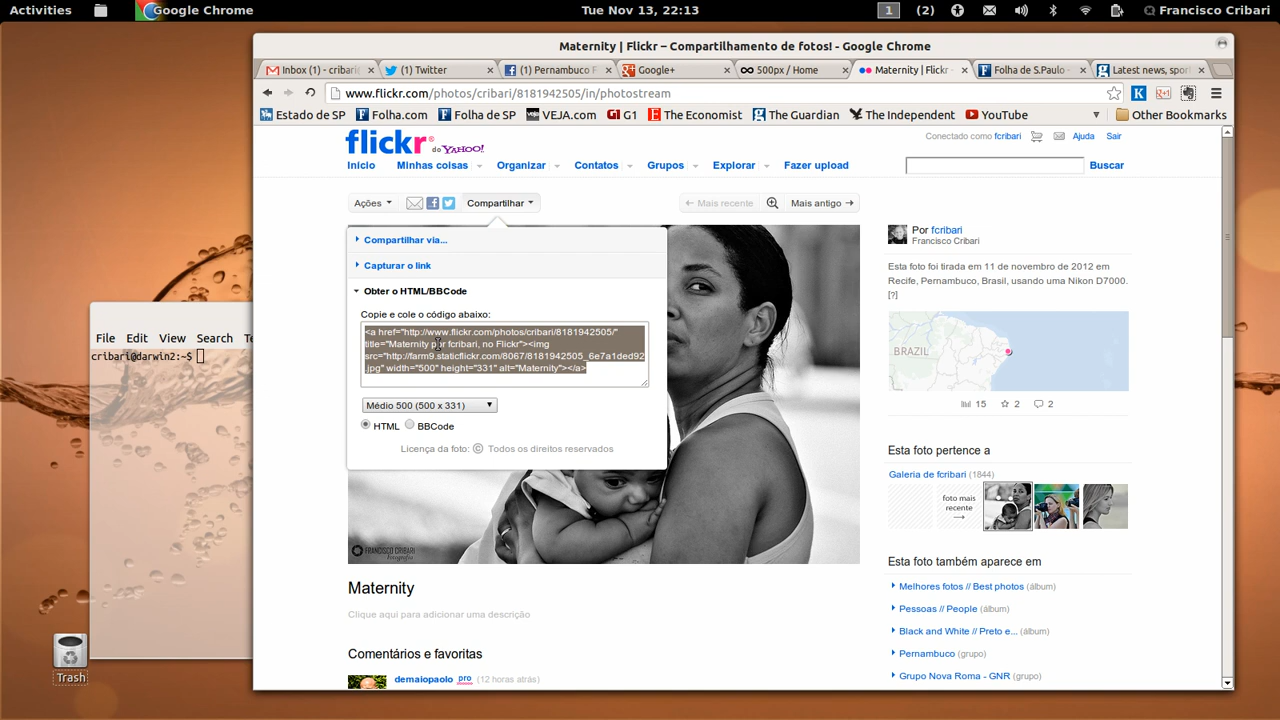 Activities
Google Chrome
Tue Nov 13, 22:13
1
(2)
Francisco Cribari
Maternity | Flickr – Compartilhamento de fotos! - Google Chrome
Inbox (1) - cribari@
(1) Twitter
(1) Pernambuco F
Google+
500px / Home
Maternity | Flickr -
Folha de S.Paulo -
Latest news, spor
www.flickr.com/photos/cribari/8181942505/in/photostream
Estado de SP
Folha.com
Folha de SP
VEJA.com
G1
The Economist
The Guardian
The Independent
YouTube
Other Bookmarks
flickr do YAHOO!
Conectado como fcribari
Ajuda
Sair
Início
Minhas coisas
Organizar
Contatos
Grupos
Explorar
Fazer upload
Buscar
Ações
Compartilhar
← Mais recente
Mais antigo →
Compartilhar via...
Capturar o link
Obter o HTML/BBCode
Copie e cole o código abaixo:
<a href="http://www.flickr.com/photos/cribari/8181942505/"
title="Maternity por fcribari, no Flickr"><img
src="http://farm9.staticflickr.com/8067/8181942505_6e7a1ded92
.jpg" width="500" height="331" alt="Maternity"></a>
Médio 500 (500 x 331)
HTML
BBCode
Licença da foto: © Todos os direitos reservados
FRANCISCO CRIBARI
fotografia
Maternity
Clique aqui para adicionar uma descrição
Comentários e favoritas
demaiopaolo pro (12 horas atrás)
Por fcribari
Francisco Cribari
Esta foto foi tirada em 11 de novembro de 2012 em
Recife, Pernambuco, Brasil, usando uma Nikon D7000.
[?]
BRAZIL
15
2
2
Esta foto pertence a
Galeria de fcribari (1844)
foto mais
recente
→
Esta foto também aparece em
Melhores fotos // Best photos (álbum)
Pessoas // People (álbum)
Black and White // Preto e... (álbum)
Pernambuco (grupo)
Grupo Nova Roma - GNR (grupo)
File Edit View Search Te
cribari@darwin2:~$
Trash